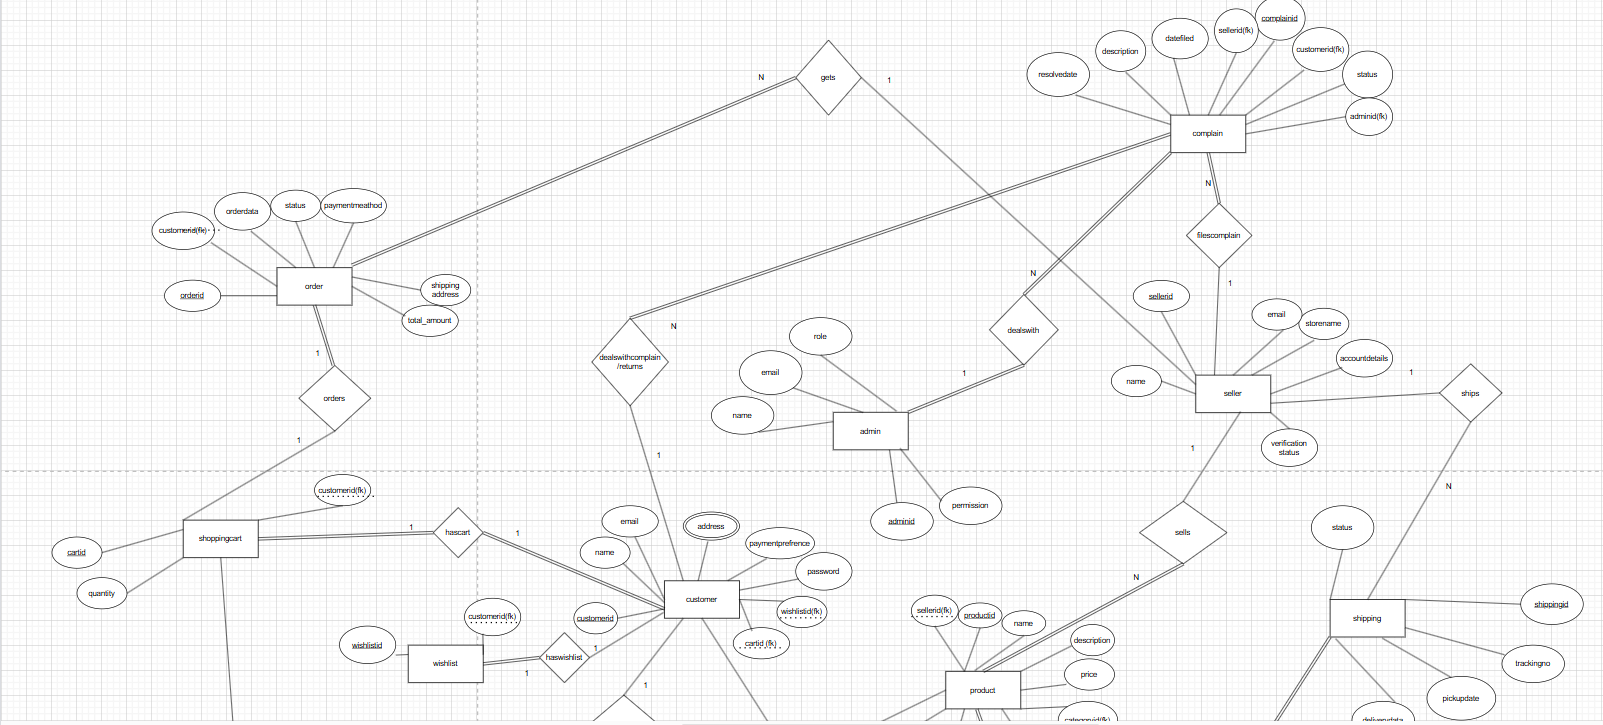 complainid
sellerid(fk)
datefiled
customerid(fk)
description
resolvedate
status
adminid(fk)
N
gets
1
complain
N
status
paymentmeathod
orderdata
customerid(fk)
filescomplain
N
order
shipping
address
orderid
1
sellerid
email
storename
total_amount
N
dealswith
role
1
dealswithcomplain
/returns
accountdetails
email
1
1
name
seller
ships
orders
name
admin
verification
status
1
1
1
N
customerid(fk)
permission
adminid
email
address
status
1
hascart
1
sells
shoppingcart
paymentprefrence
cartid
name
password
N
quantity
customer
shippingid
customerid(fk)
customerid
wishlistid(fk)
sellerid(fk)
productid
name
shipping
wishlistid
cartid (fk)
description
1
haswishlist
wishlist
trackingno
1
price
1
product
pickupdate
categoryid(fk)
deliverydata